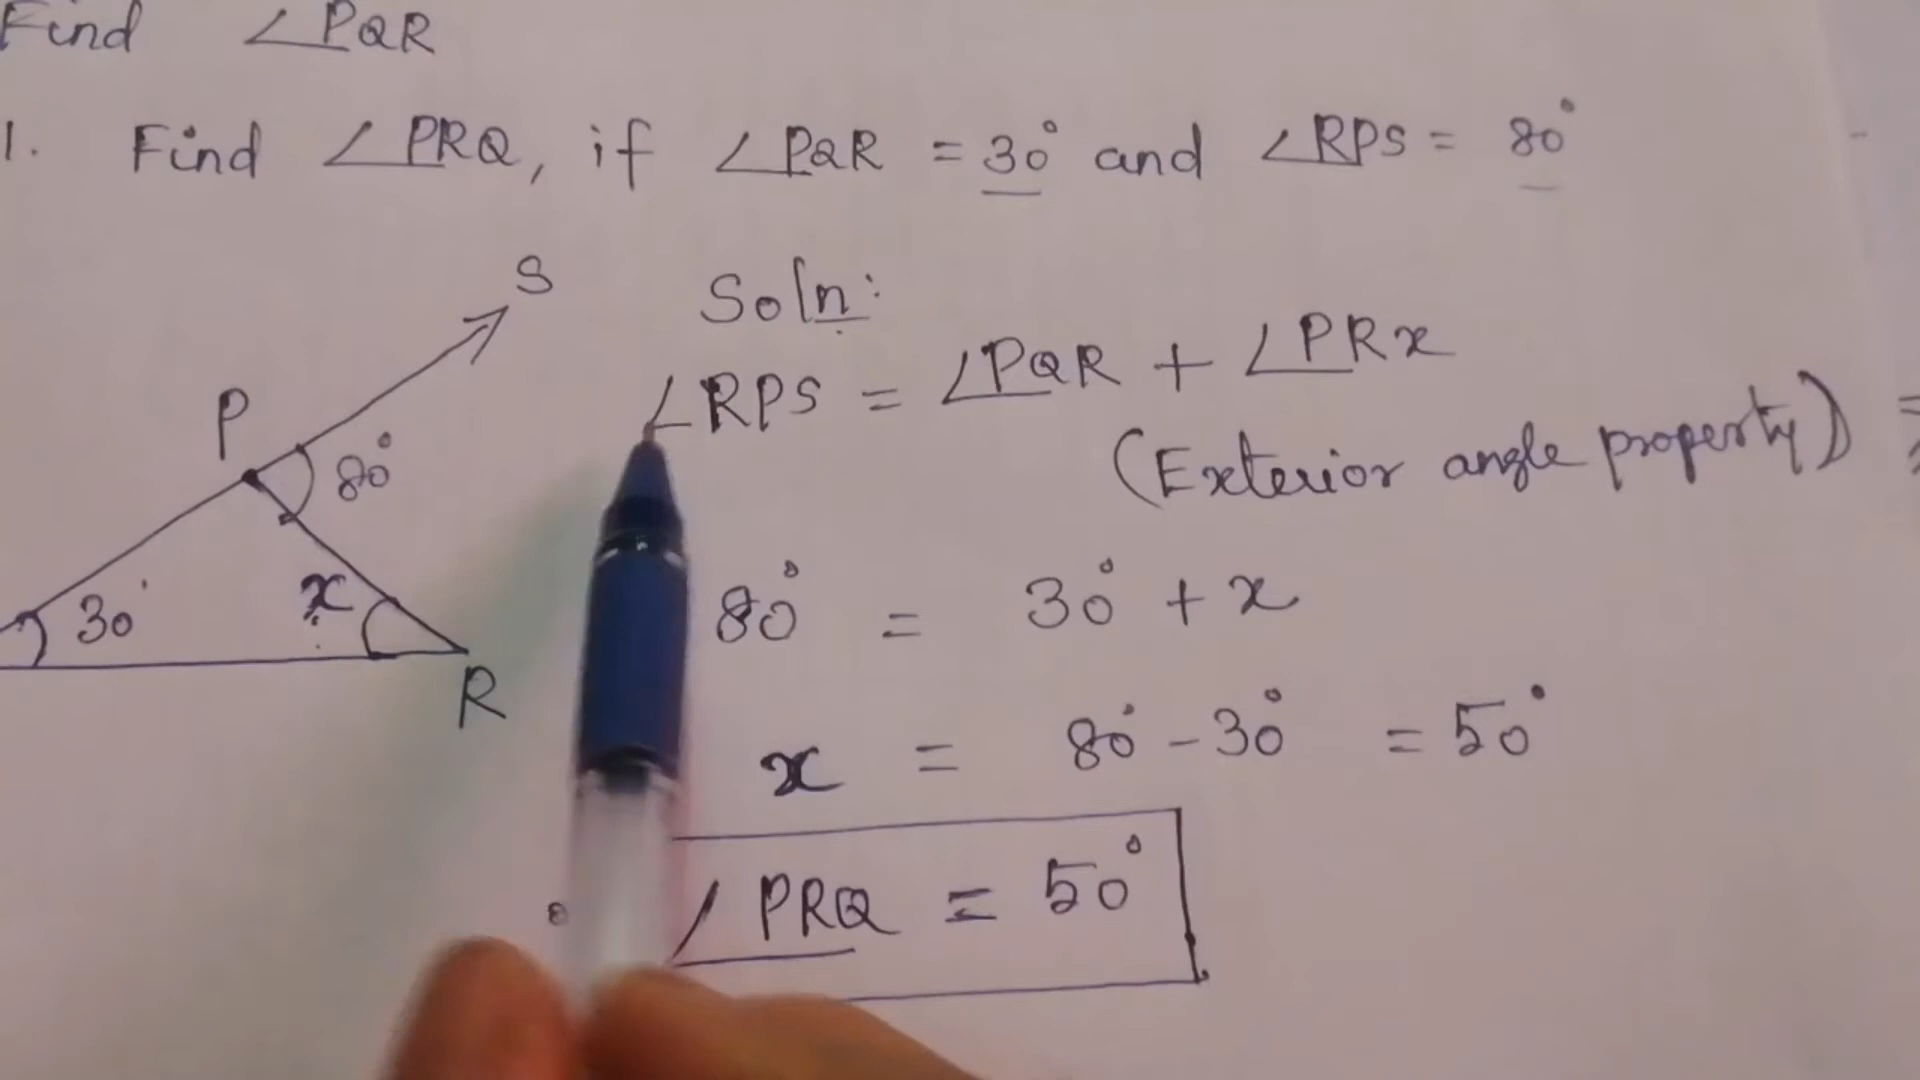 Find ∠PQR
1. Find ∠PRQ, if ∠PQR = 30° and ∠RPS = 80°
S
P
80°
30°
x
R
Soln:
∠RPS = ∠PQR + ∠PRx
(Exterior angle property)
80° = 30° + x
x = 80° - 30° = 50°
∠PRQ = 50°